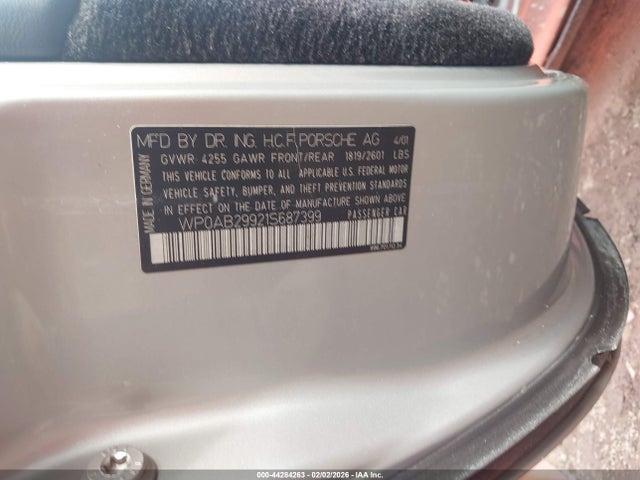 MFD BY DR. ING. H.C.F. PORSCHE AG 4/01
GVWR 4255 GAWR FRONT/REAR 1819/2601 LBS
THIS VEHICLE CONFORMS TO ALL APPLICABLE U.S. FEDERAL MOTOR
VEHICLE SAFETY, BUMPER, AND THEFT PREVENTION STANDARDS
IN EFFECT ON THE DATE OF MANUFACTURE SHOWN ABOVE
WP0AB29921S687399 PASSENGER CAR
MADE IN GERMANY
000-44284263 02/02/2026 - IAA Inc.